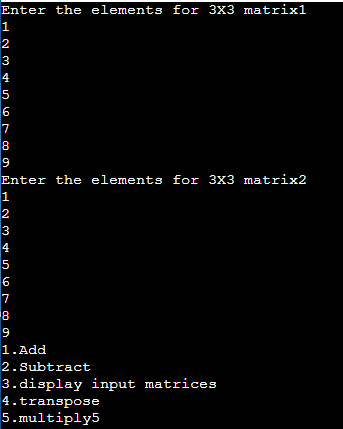 Enter the elements for 3X3 matrix1
1
2
3
4
5
6
7
8
9
Enter the elements for 3X3 matrix2
1
2
3
4
5
6
7
8
9
1.Add
2.Subtract
3.display input matrices
4.transpose
5.multiply5